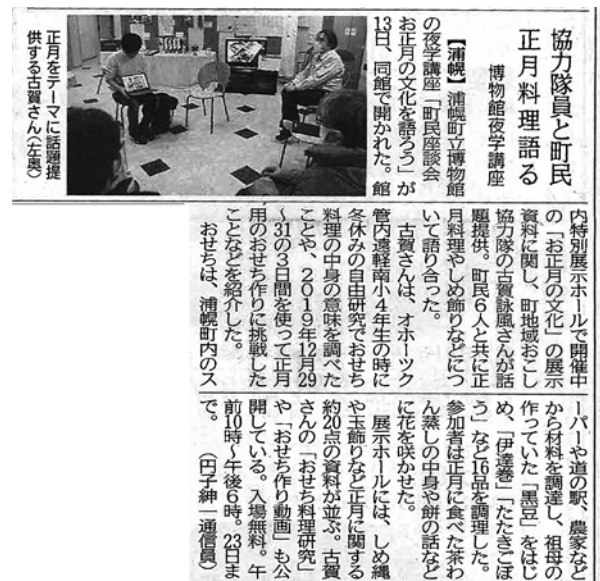 協力隊員と町民
正月料理語る
博物館夜学講座
【浦幌】浦幌町立博物館
の夜学講座「町民座談会
お正月の文化を語ろう」が
13日、同館で開かれた。館
正月をテーマに話題提
供する古賀さん（左奥）
内特別展示ホールで開催中
の「お正月の文化」の展示
資料に関し、町地域おこし
協力隊の古賀詠風さんが話
題提供。町民６人と共に正
月料理やしめ飾りなどにつ
いて語り合った。
古賀さんは、オホーツク
管内遠軽南小４年生の時に
冬休みの自由研究でおせち
料理の中身の意味を調べた
ことや、２０１９年12月29
～31の３日間を使って正月
用のおせち作りに挑戦した
ことなどを紹介した。
おせちは、浦幌町内のス
ーパーや道の駅、農家など
から材料を調達し、祖母の
作っていた「黒豆」をはじ
め、「伊達巻」「たたきごぼ
う」など16品を調理した。
参加者は正月に食べた茶わ
ん蒸しの中身や餅の話など
に花を咲かせた。
展示ホールには、しめ縄
や玉飾りなど正月に関する
約20点の資料が並ぶ。古賀
さんの「おせち料理研究」
や「おせち作り動画」も公
開している。入場無料。午
前10時～午後６時。23日ま
で。（円子紳一通信員）